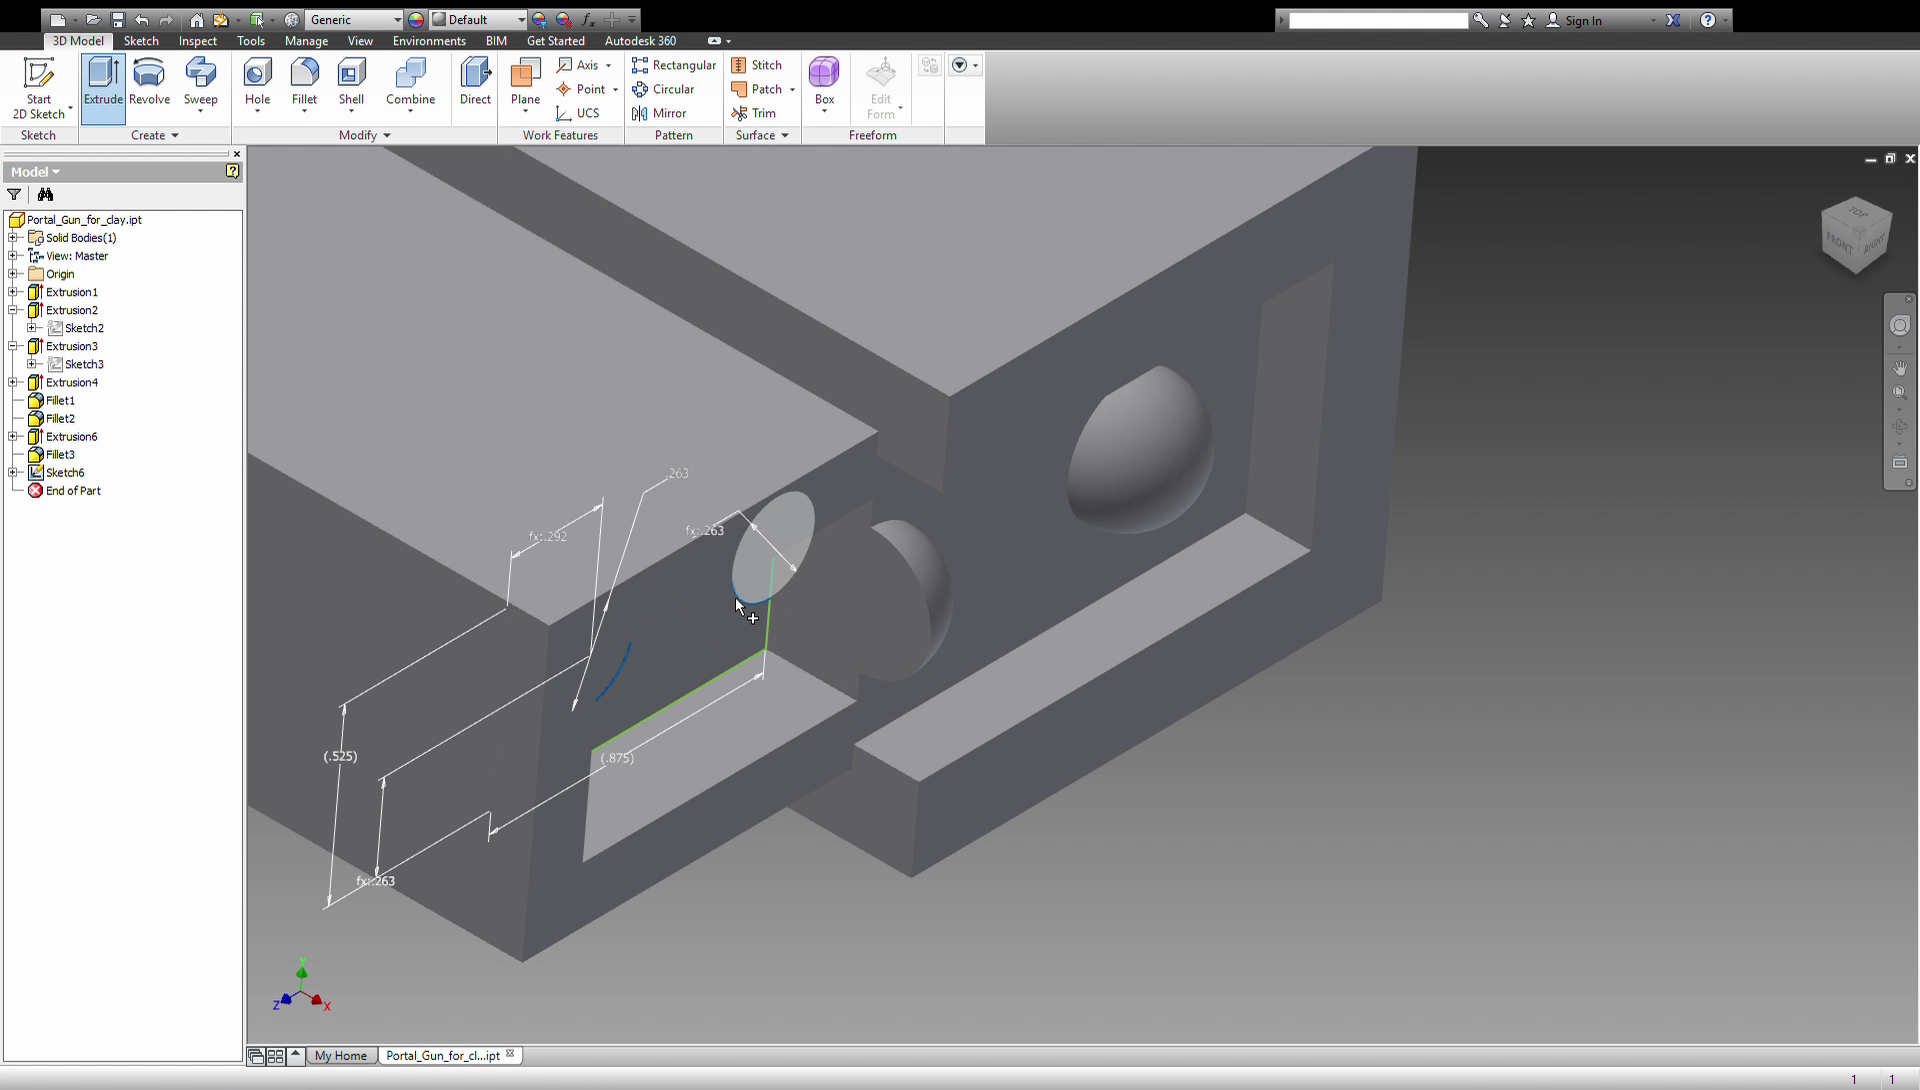 Generic
Default
fx
Sign In
?
3D Model Sketch Inspect Tools Manage View Environments BIM Get Started Autodesk 360
Start
2D Sketch
Extrude
Revolve
Sweep
Hole
Fillet
Shell
Combine
Direct
Plane
Axis
Point
UCS
Rectangular
Circular
Mirror
Stitch
Patch
Trim
Box
Edit
Form
Sketch
Create
Modify
Work Features
Pattern
Surface
Freeform
Model
?
Portal_Gun_for_clay.ipt
Solid Bodies(1)
View: Master
Origin
Extrusion1
Extrusion2
Sketch2
Extrusion3
Sketch3
Extrusion4
Fillet1
Fillet2
Extrusion6
Fillet3
Sketch6
End of Part
TOP
FRONT
RIGHT
.263
fx:.292
fx:.263
(.525)
(.875)
fx:.263
Y
Z
X
My Home
Portal_Gun_for_cl...ipt
1 1